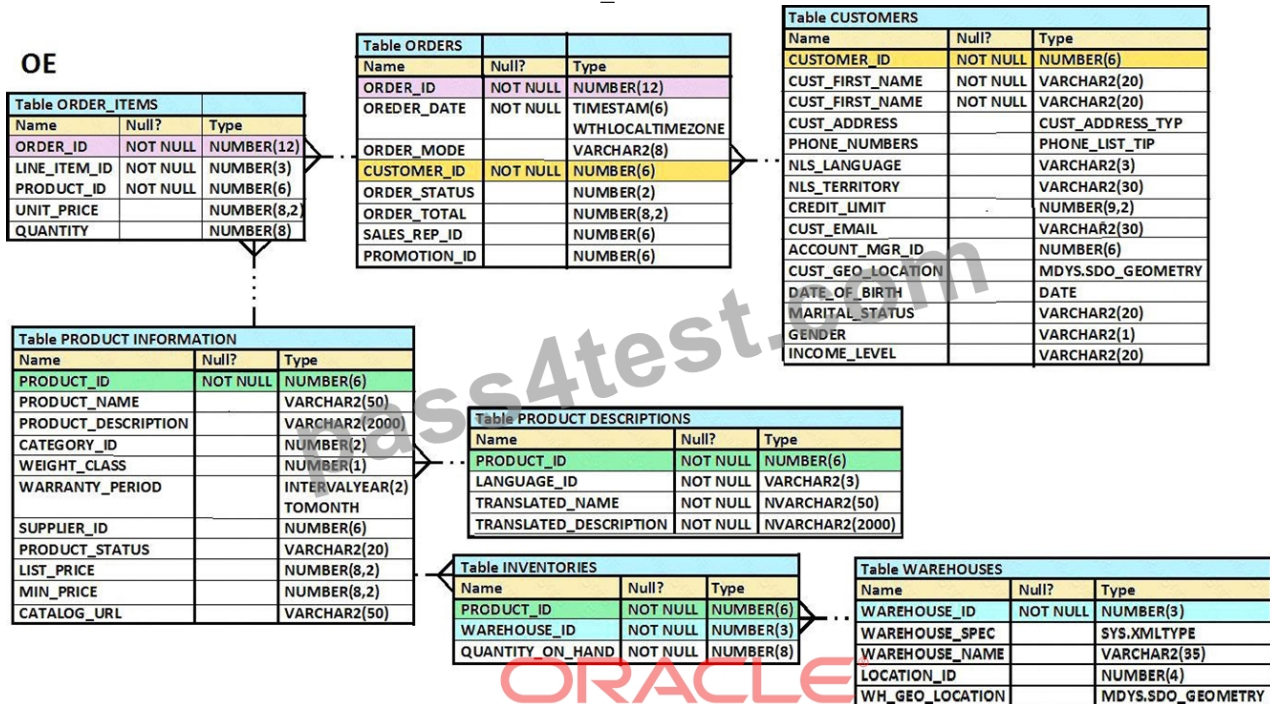 OE
Table ORDER_ITEMS
Name Null? Type
ORDER_ID NOT NULL NUMBER(12)
LINE_ITEM_ID NOT NULL NUMBER(3)
PRODUCT_ID NOT NULL NUMBER(6)
UNIT_PRICE NUMBER(8,2)
QUANTITY NUMBER(8)
Table ORDERS
Name Null? Type
ORDER_ID NOT NULL NUMBER(12)
OREDER_DATE NOT NULL TIMESTAM(6)
WTHLOCALTIMEZONE
ORDER_MODE VARCHAR2(8)
CUSTOMER_ID NOT NULL NUMBER(6)
ORDER_STATUS NUMBER(2)
ORDER_TOTAL NUMBER(8,2)
SALES_REP_ID NUMBER(6)
PROMOTION_ID NUMBER(6)
Table CUSTOMERS
Name Null? Type
CUSTOMER_ID NOT NULL NUMBER(6)
CUST_FIRST_NAME NOT NULL VARCHAR2(20)
CUST_FIRST_NAME NOT NULL VARCHAR2(20)
CUST_ADDRESS CUST_ADDRESS_TYP
PHONE_NUMBERS PHONE_LIST_TIP
NLS_LANGUAGE VARCHAR2(3)
NLS_TERRITORY VARCHAR2(30)
CREDIT_LIMIT NUMBER(9,2)
CUST_EMAIL VARCHAR2(30)
ACCOUNT_MGR_ID NUMBER(6)
CUST_GEO_LOCATION MDYS.SDO_GEOMETRY
DATE_OF_BIRTH DATE
MARITAL_STATUS VARCHAR2(20)
GENDER VARCHAR2(1)
INCOME_LEVEL VARCHAR2(20)
Table PRODUCT INFORMATION
Name Null? Type
PRODUCT_ID NOT NULL NUMBER(6)
PRODUCT_NAME VARCHAR2(50)
PRODUCT_DESCRIPTION VARCHAR2(2000)
CATEGORY_ID NUMBER(2)
WEIGHT_CLASS NUMBER(1)
WARRANTY_PERIOD INTERVALYEAR(2)
TOMONTH
SUPPLIER_ID NUMBER(6)
PRODUCT_STATUS VARCHAR2(20)
LIST_PRICE NUMBER(8,2)
MIN_PRICE NUMBER(8,2)
CATALOG_URL VARCHAR2(50)
Table PRODUCT DESCRIPTIONS
Name Null? Type
PRODUCT_ID NOT NULL NUMBER(6)
LANGUAGE_ID NOT NULL VARCHAR2(3)
TRANSLATED_NAME NOT NULL NVARCHAR2(50)
TRANSLATED_DESCRIPTION NOT NULL NVARCHAR2(2000)
Table INVENTORIES
Name Null? Type
PRODUCT_ID NOT NULL NUMBER(6)
WAREHOUSE_ID NOT NULL NUMBER(3)
QUANTITY_ON_HAND NOT NULL NUMBER(8)
Table WAREHOUSES
Name Null? Type
WAREHOUSE_ID NOT NULL NUMBER(3)
WAREHOUSE_SPEC SYS.XMLTYPE
WAREHOUSE_NAME VARCHAR2(35)
LOCATION_ID NUMBER(4)
WH_GEO_LOCATION MDYS.SDO_GEOMETRY
pass4test.com
ORACLE®